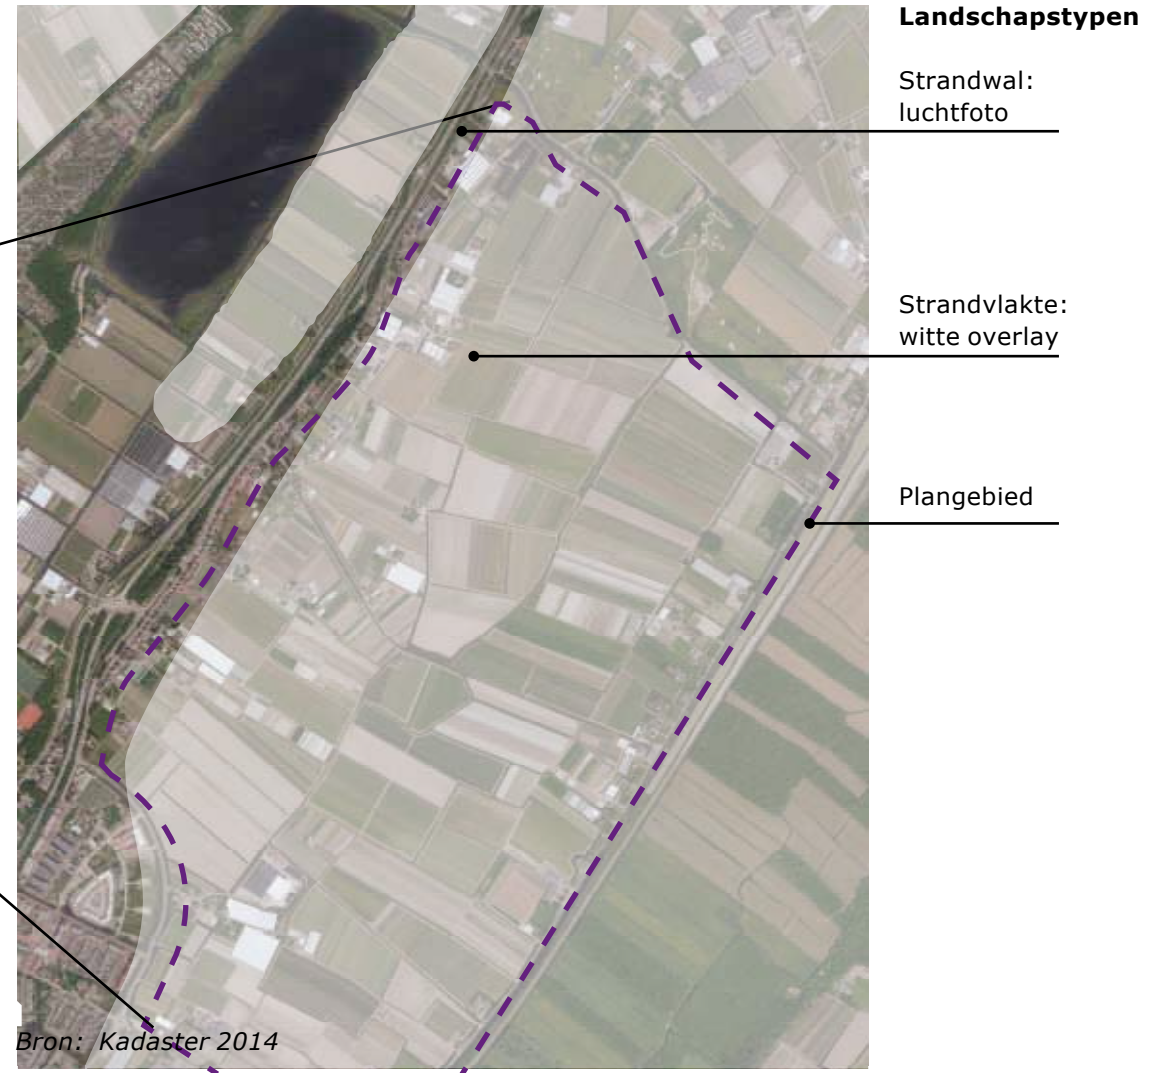 Landschapstypen
Strandwal:
luchtfoto
Strandvlakte:
witte overlay
Plangebied
Bron: Kadaster 2014